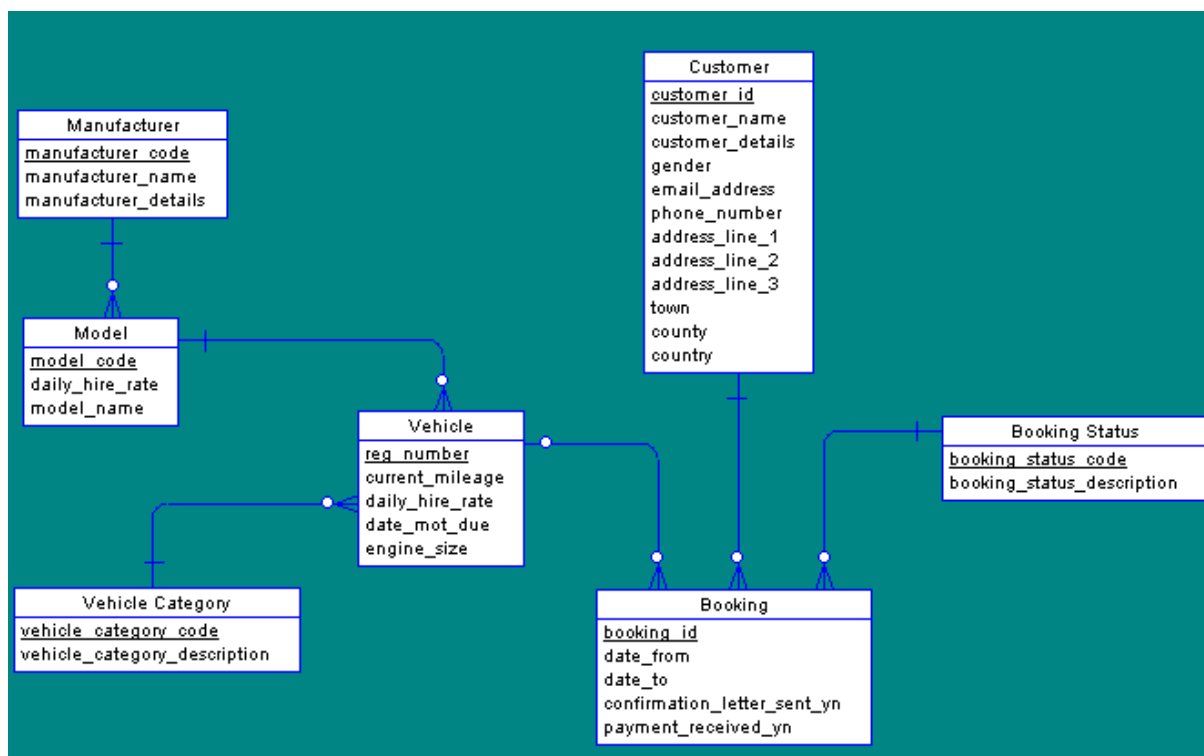 Customer
customer_id
customer_name
customer_details
gender
email_address
phone_number
address_line_1
address_line_2
address_line_3
town
county
country
Manufacturer
manufacturer_code
manufacturer_name
manufacturer_details
Model
model_code
daily_hire_rate
model_name
Vehicle
reg_number
current_mileage
daily_hire_rate
date_mot_due
engine_size
Booking Status
booking_status_code
booking_status_description
Vehicle Category
vehicle_category_code
vehicle_category_description
Booking
booking_id
date_from
date_to
confirmation_letter_sent_yn
payment_received_yn